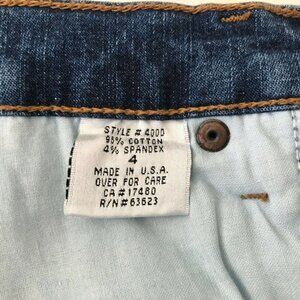 STYLE # 4000
96% COTTON
4% SPANDEX
4
MADE IN U.S.A.
OVER FOR CARE
CA#17480
R/N#63623